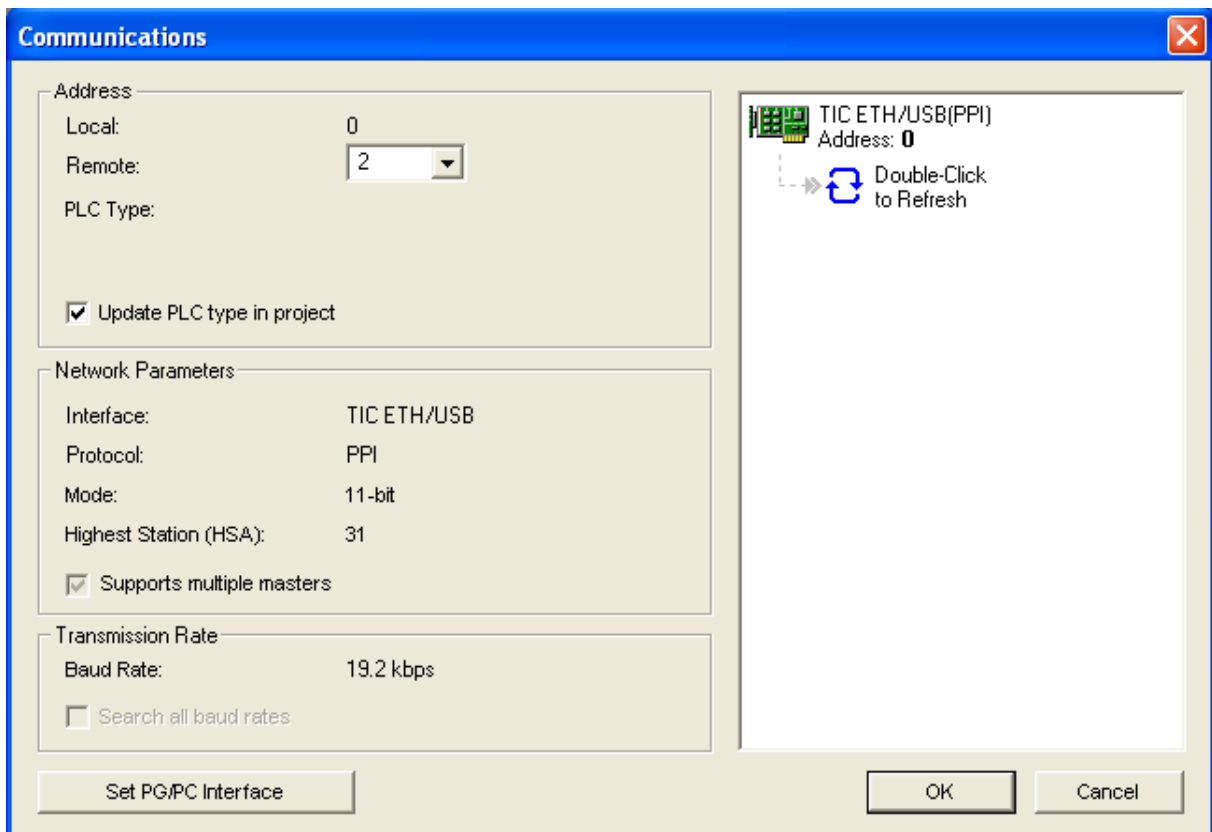 Communications
Address
Local: 0
Remote: 2
PLC Type:
Update PLC type in project
Network Parameters
Interface: TIC ETH/USB
Protocol: PPI
Mode: 11-bit
Highest Station (HSA): 31
Supports multiple masters
Transmission Rate
Baud Rate: 19.2 kbps
Search all baud rates
Set PG/PC Interface
TIC ETH/USB(PPI)
Address: 0
Double-Click
to Refresh
OK
Cancel